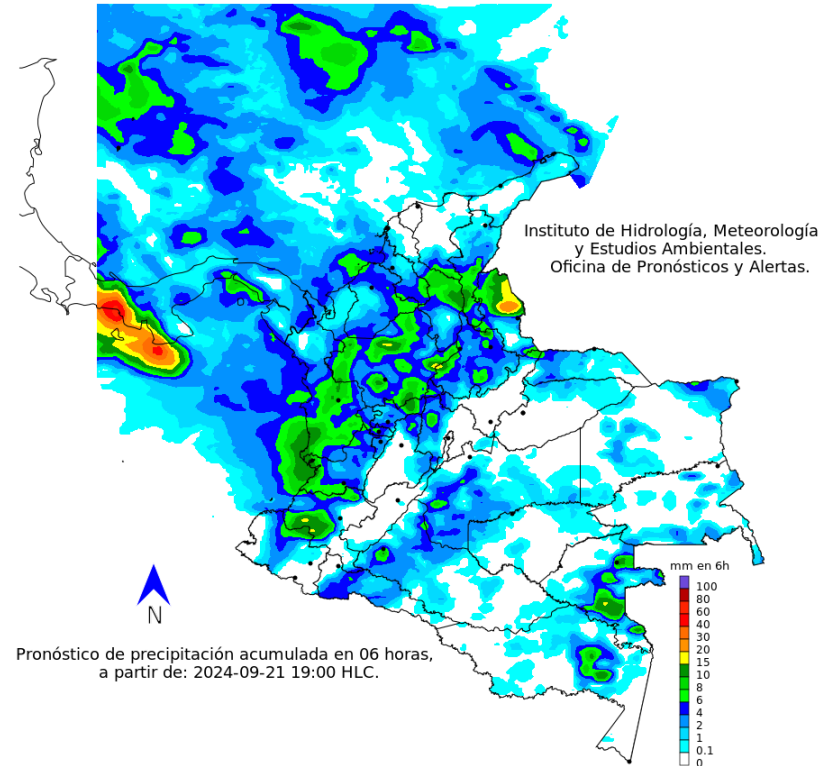 Instituto de Hidrología, Meteorología
y Estudios Ambientales.
Oficina de Pronósticos y Alertas.
N
Pronóstico de precipitación acumulada en 06 horas,
a partir de: 2024-09-21 19:00 HLC.
mm en 6h
100
80
60
40
30
20
15
10
8
6
4
2
1
0.1
0